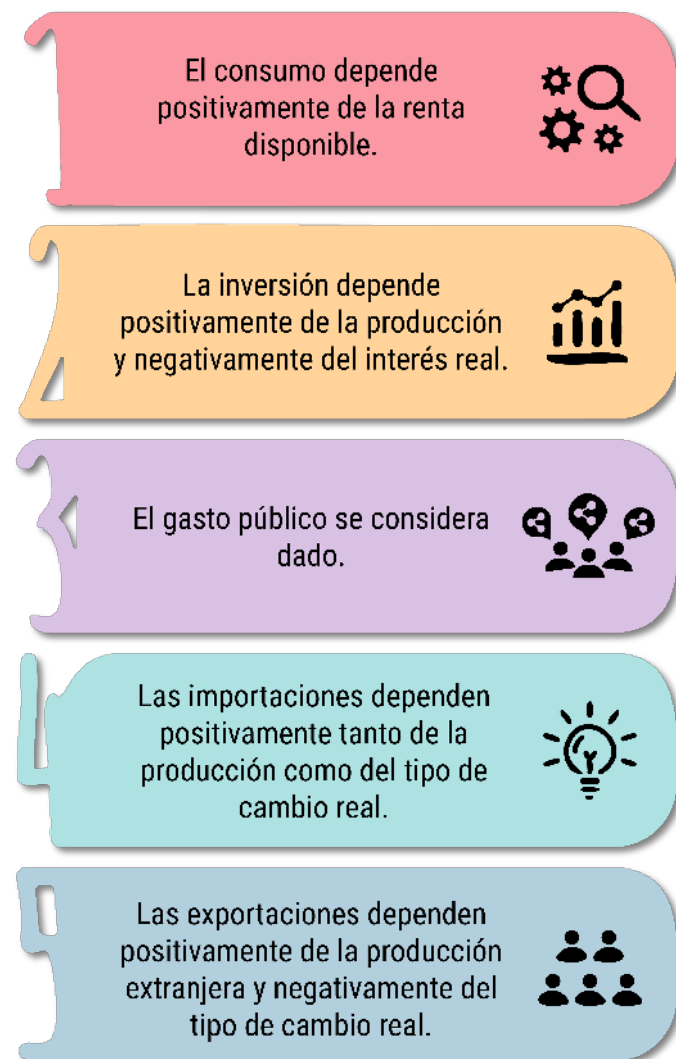 El consumo depende
positivamente de la renta
disponible.
La inversión depende
positivamente de la producción
y negativamente del interés real.
El gasto público se considera
dado.
Las importaciones dependen
positivamente tanto de la
producción como del tipo de
cambio real.
Las exportaciones dependen
positivamente de la producción
extranjera y negativamente del
tipo de cambio real.